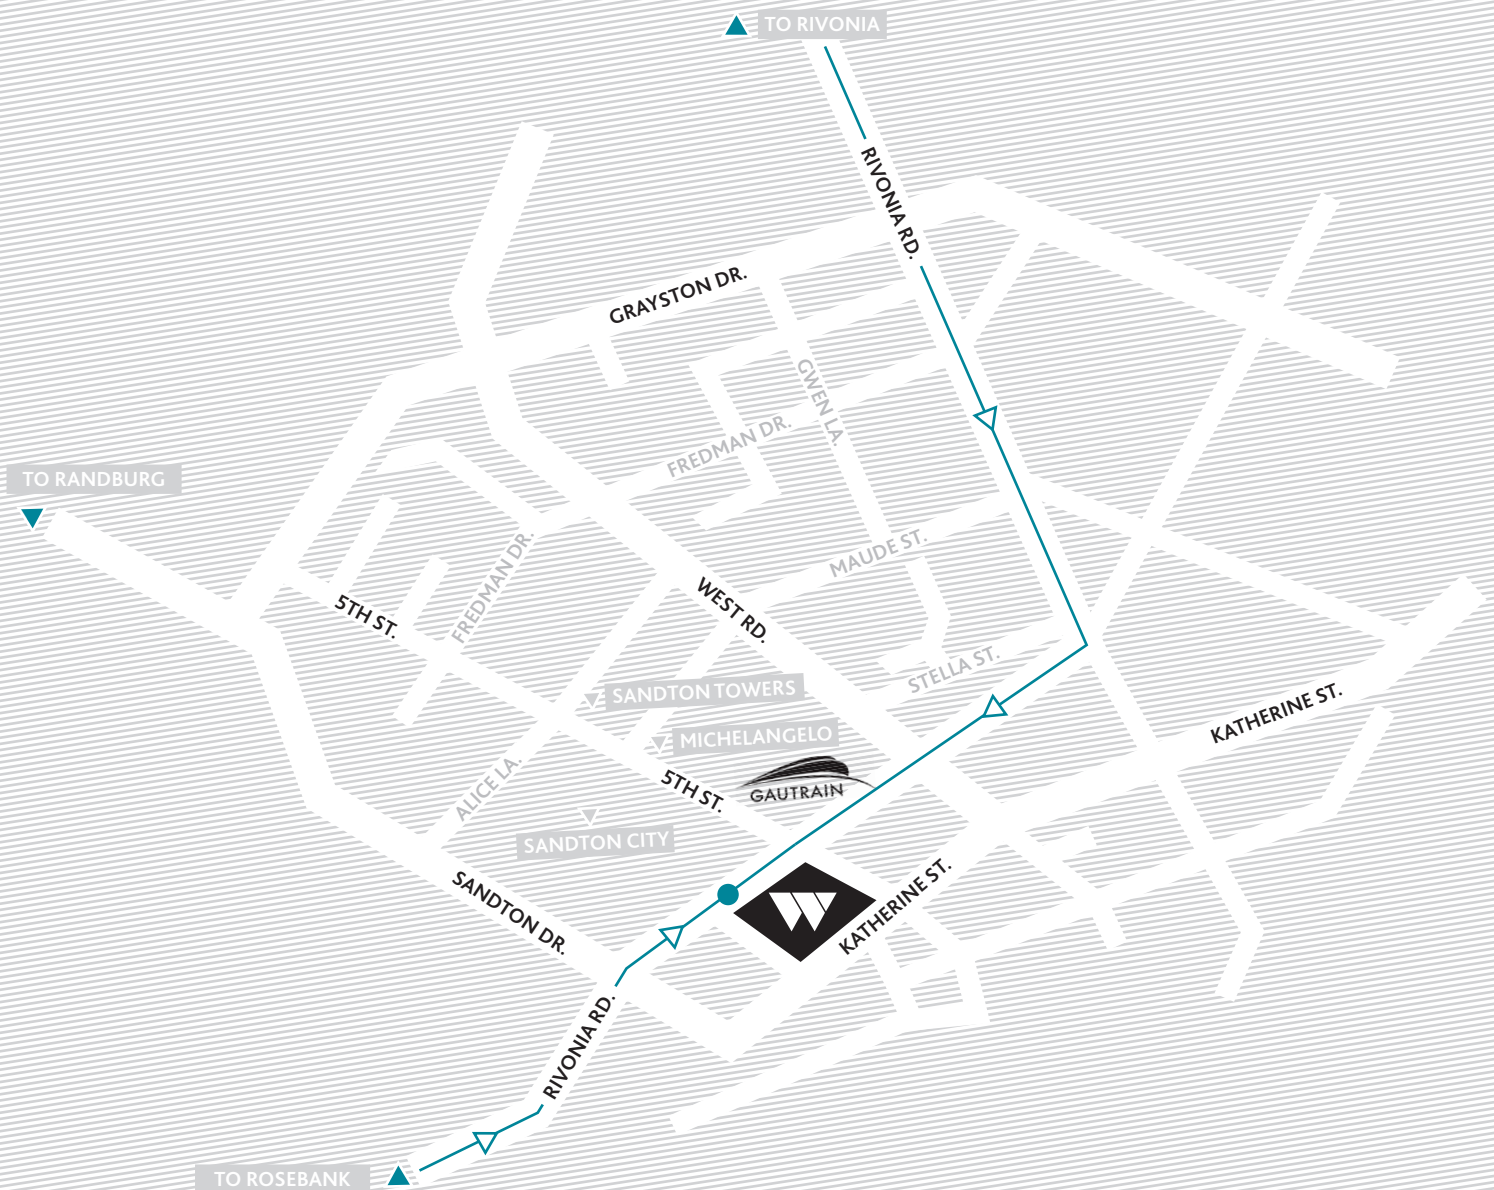 TO RIVONIA
RIVONIA RD.
GRAYSTON DR.
GWEN LA.
FREDMAN DR.
TO RANDBURG
FREDMAN DR.
MAUDE ST.
5TH ST.
WEST RD.
STELLA ST.
SANDTON TOWERS
KATHERINE ST.
MICHELANGELO
ALICE LA.
5TH ST.
GAUTRAIN
SANDTON CITY
SANDTON DR.
KATHERINE ST.
W
RIVONIA RD.
TO ROSEBANK